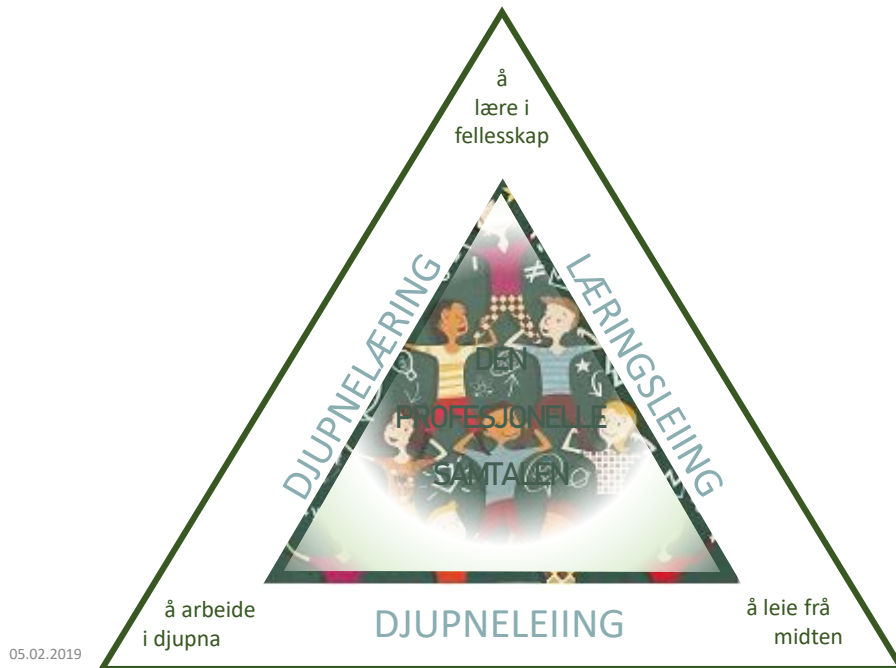 å
lære i
fellesskap
DJUPNELÆRING
LÆRINGSLEIING
DEN
PROFESJONELLE
SAMTALEN
å arbeide
i djupna
DJUPNELEIING
å leie frå
midten
05.02.2019